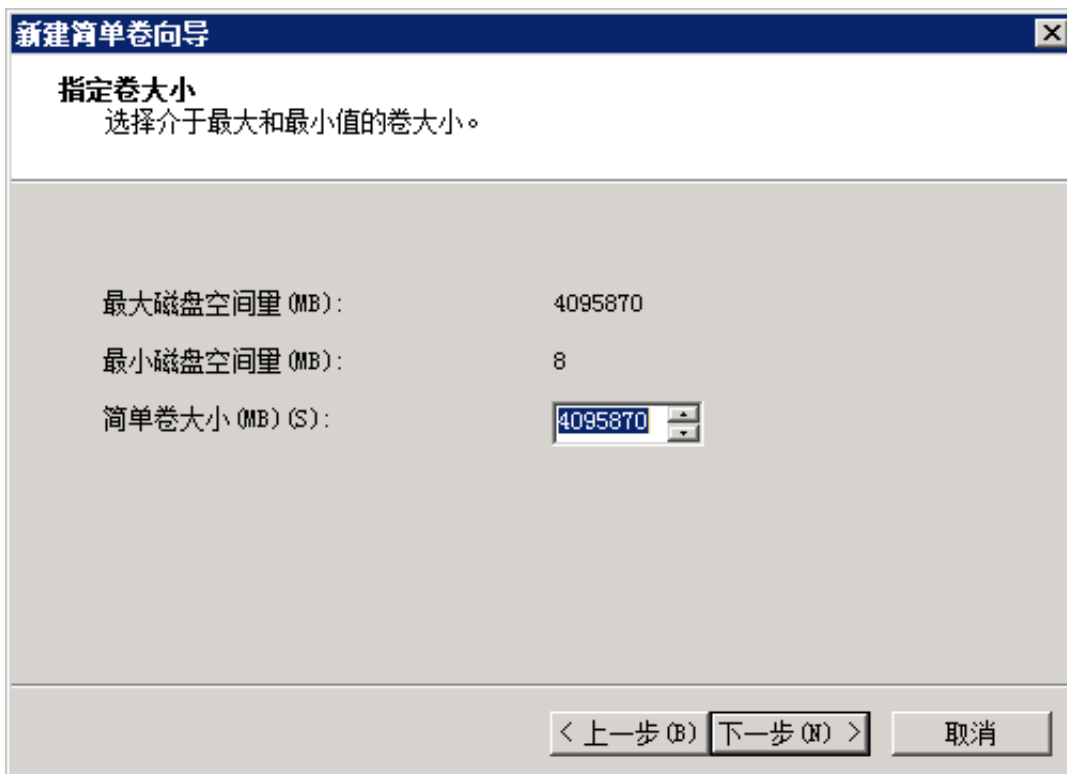 新建简单卷向导
指定卷大小
选择介于最大和最小值的卷大小。
最大磁盘空间量(MB): 4095870
最小磁盘空间量(MB): 8
简单卷大小(MB)(S): 4095870
< 上一步(B) 下一步(N) > 取消